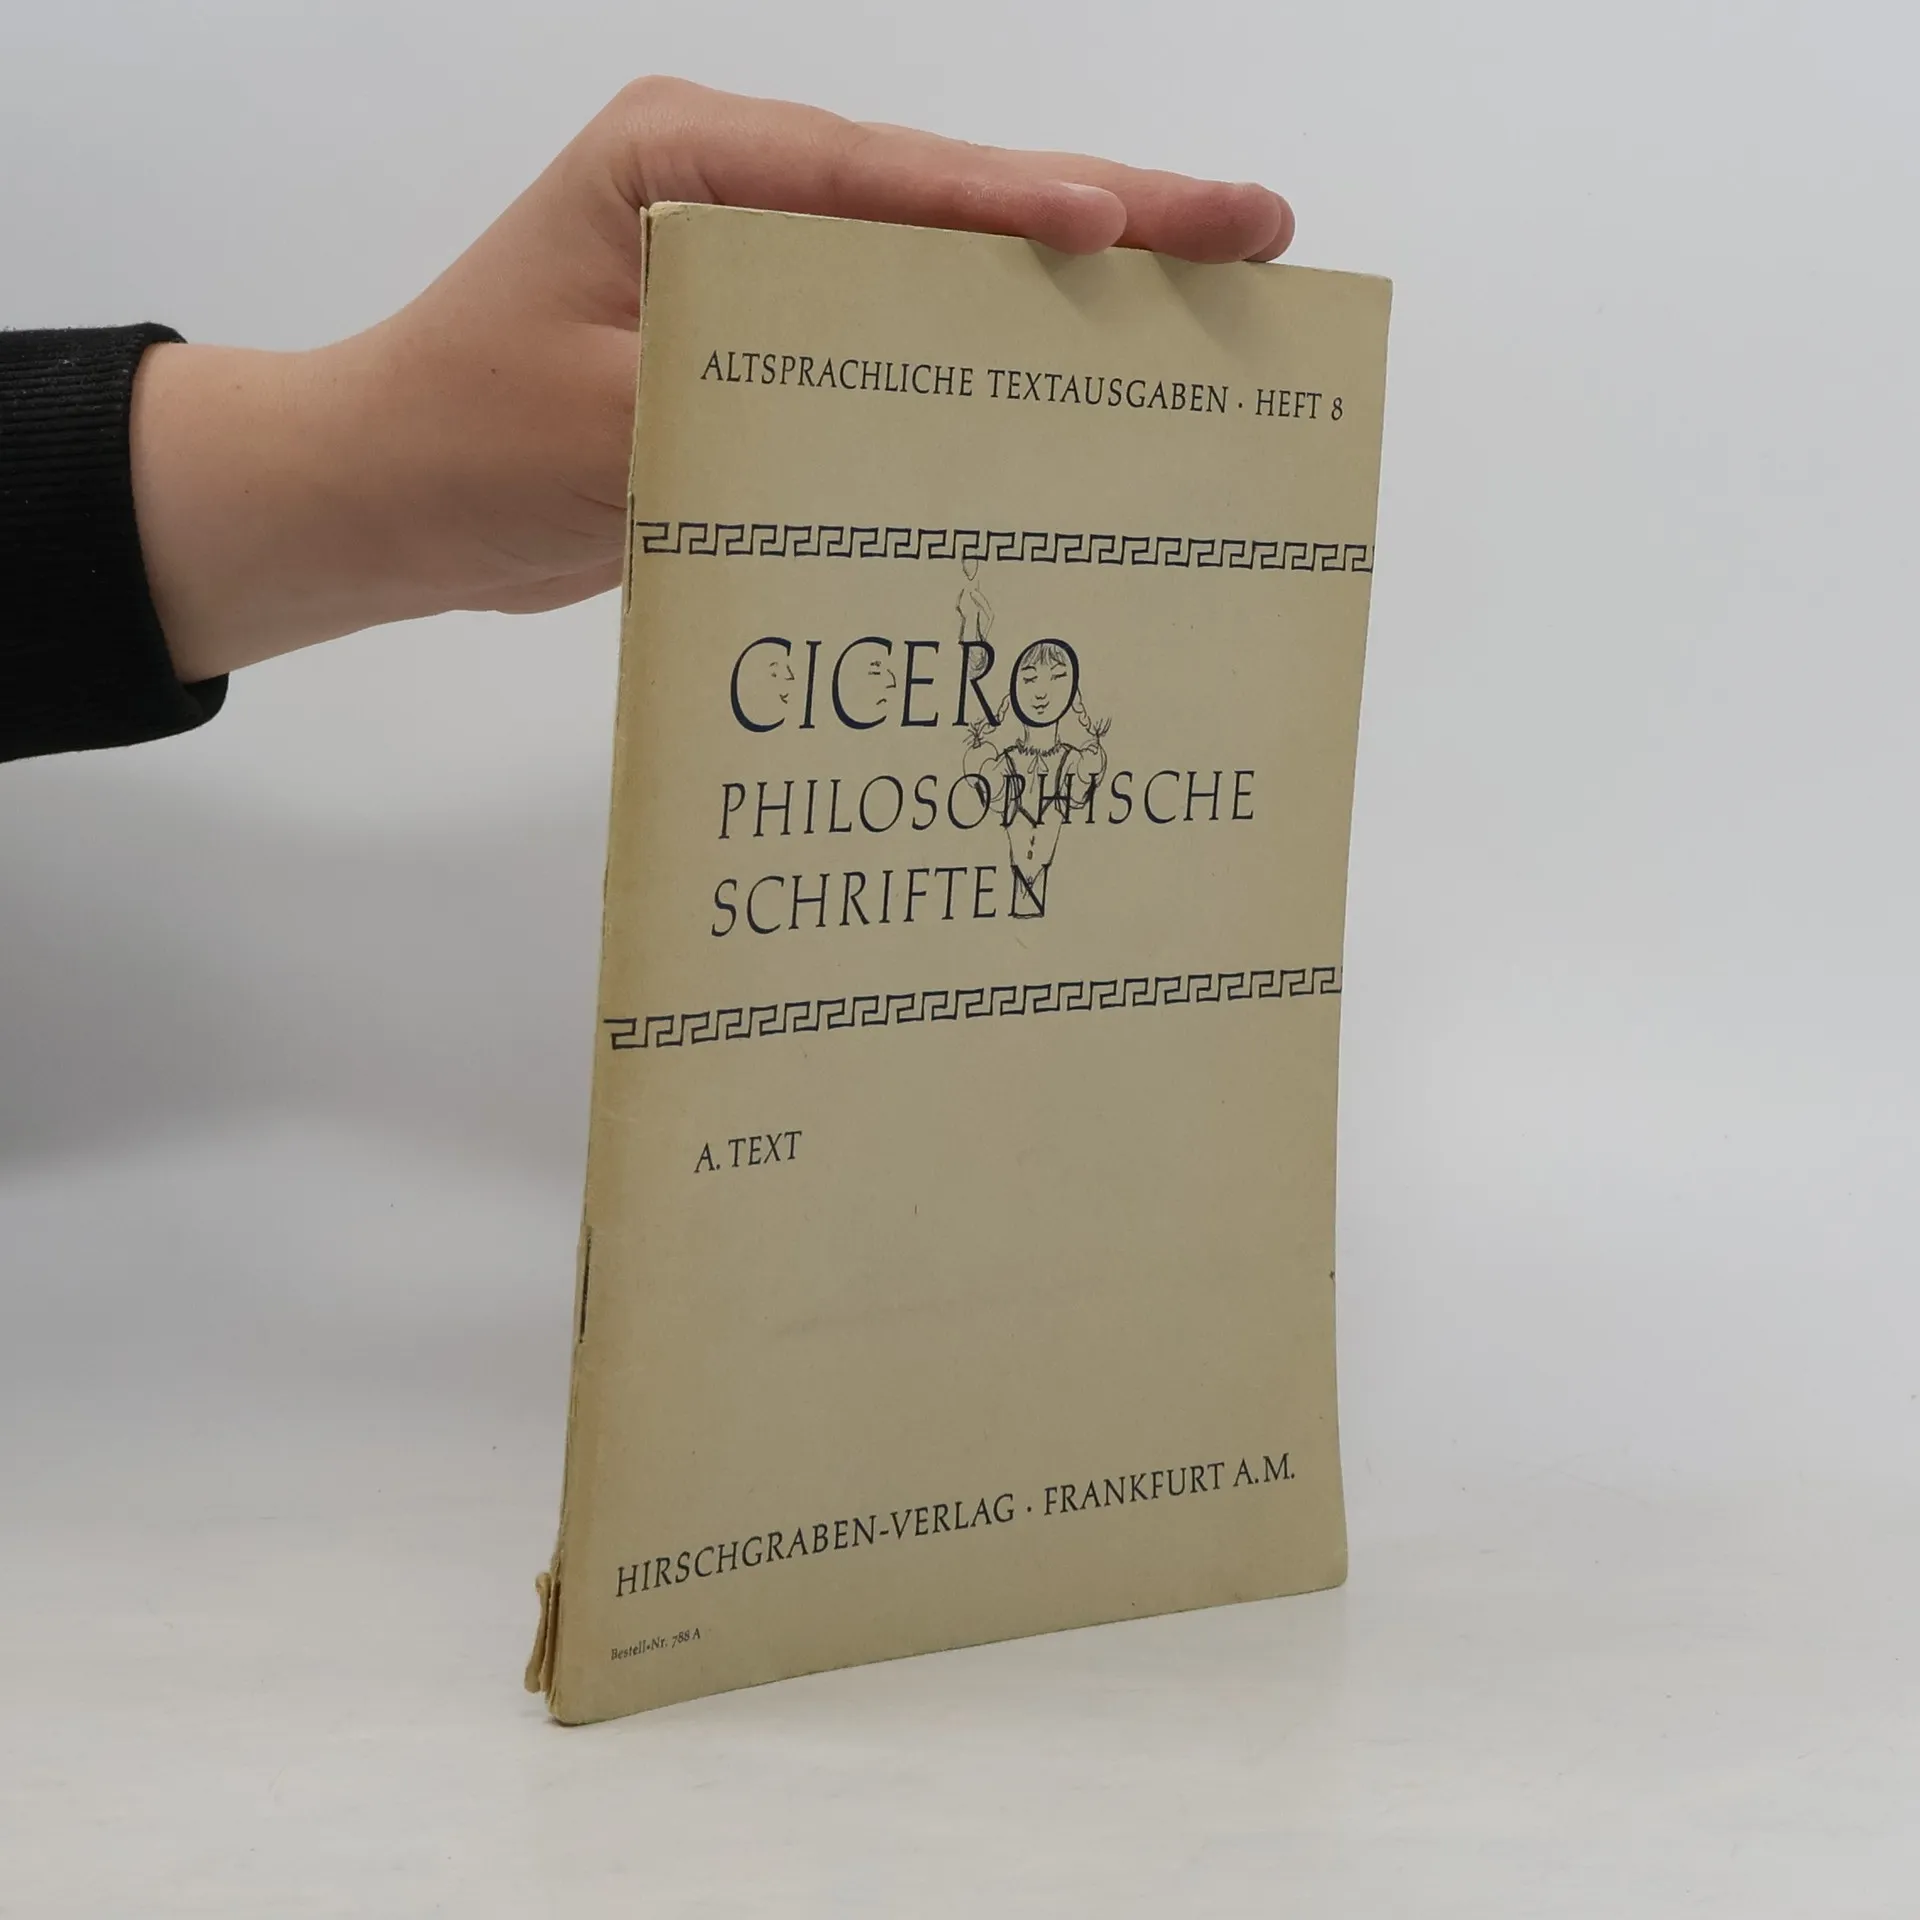 ALTSPRACHLICHE TEXTAUSGABEN · HEFT 8
CICERO
PHILOSOPHISCHE
SCHRIFTEN
A. TEXT
HIRSCHGRABEN-VERLAG · FRANKFURT A.M.
Bestell-Nr. 788 A